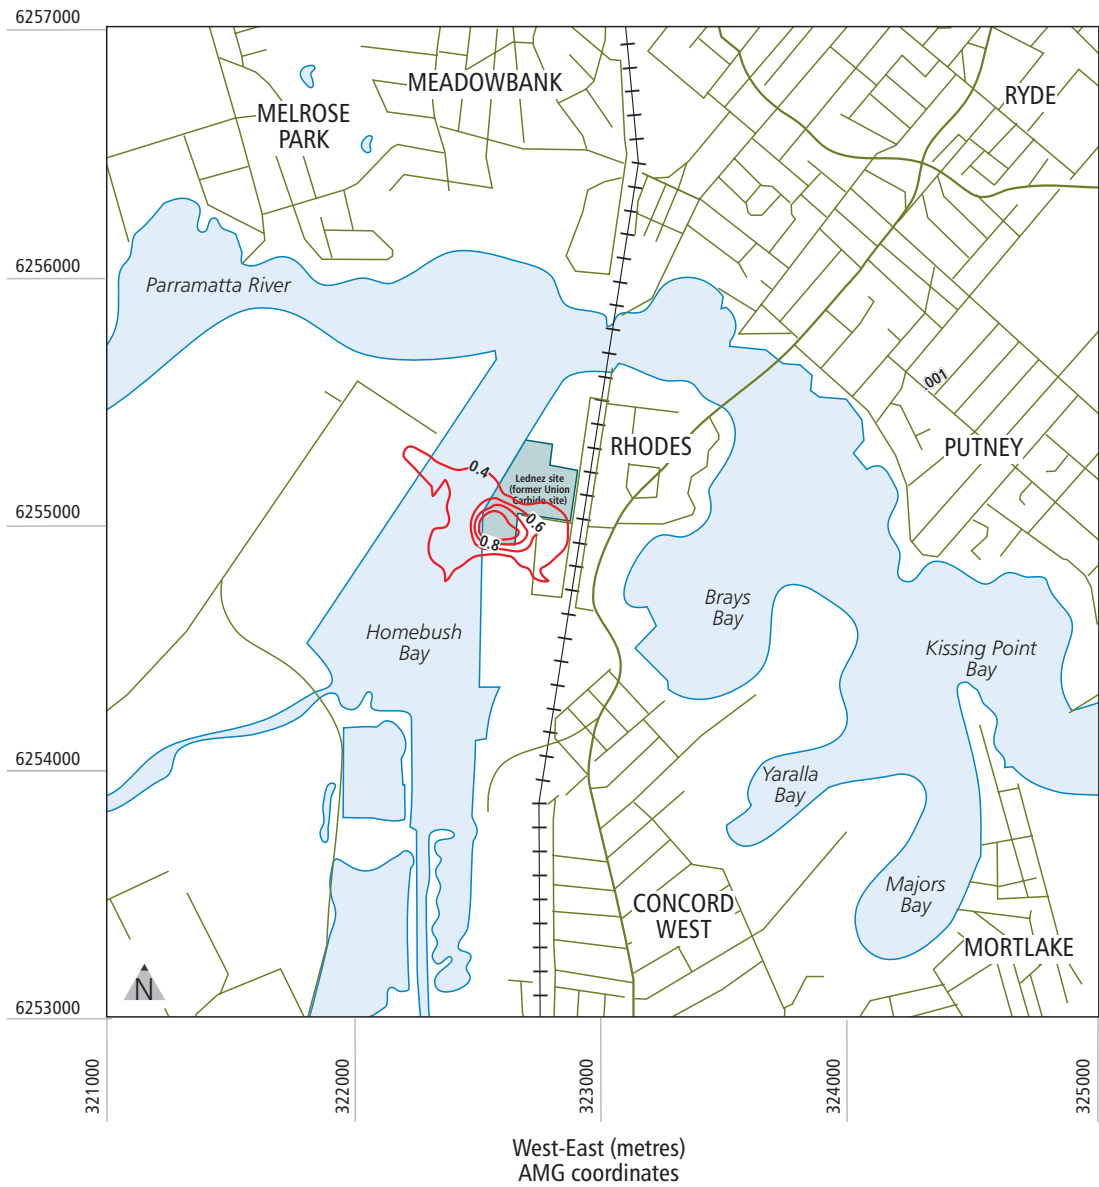 6257000
MEADOWBANK
RYDE
MELROSE
PARK
6256000
Parramatta River
.001
RHODES
PUTNEY
0.4
Lednez site
(former Union
Carbide site)
6255000
0.6
0.8
Brays
Bay
Homebush
Bay
Kissing Point
Bay
6254000
Yaralla
Bay
Majors
Bay
CONCORD
WEST
MORTLAKE
N
6253000
321000
322000
323000
324000
325000
West-East (metres)
AMG coordinates